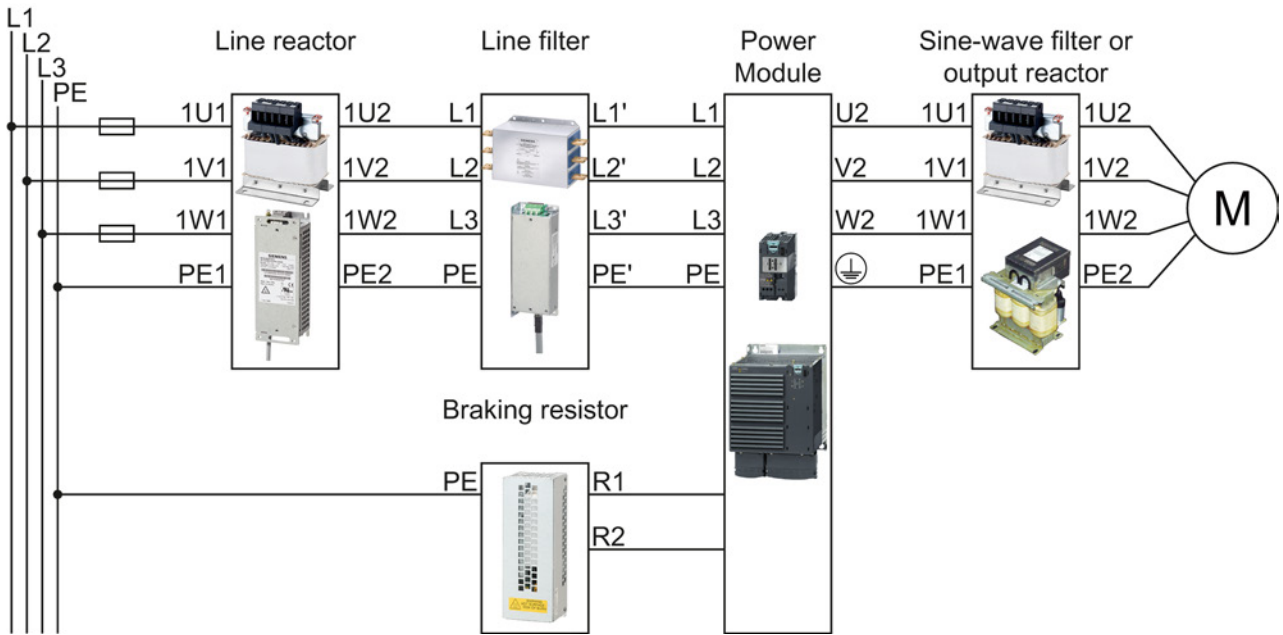 L1
L2
L3
PE
Line reactor
Line filter
Power
Module
Sine-wave filter or
output reactor
1U1 1U2 L1 L1' L1 U2 1U1 1U2
1V1 1V2 L2 L2' L2 V2 1V1 1V2
1W1 1W2 L3 L3' L3 W2 1W1 1W2
PE1 PE2 PE PE' PE PE1 PE2
M
SIEMENS
Braking resistor
PE R1
R2